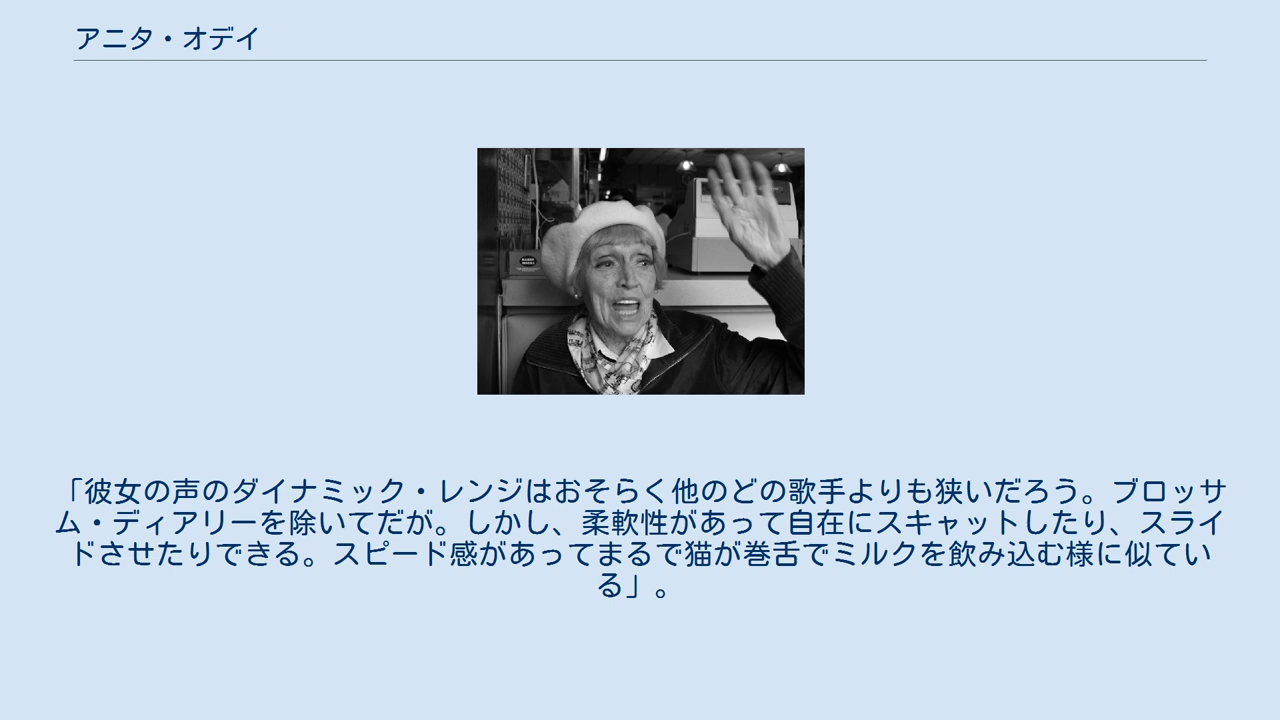 アニタ・オデイ
「彼女の声のダイナミック・レンジはおそらく他のどの歌手よりも狭いだろう。ブロッサ
ム・ディアリーを除いてだが。しかし、柔軟性があって自在にスキャットしたり、スライ
ドさせたりできる。スピード感があってまるで猫が巻舌でミルクを飲み込む様に似てい
る」。